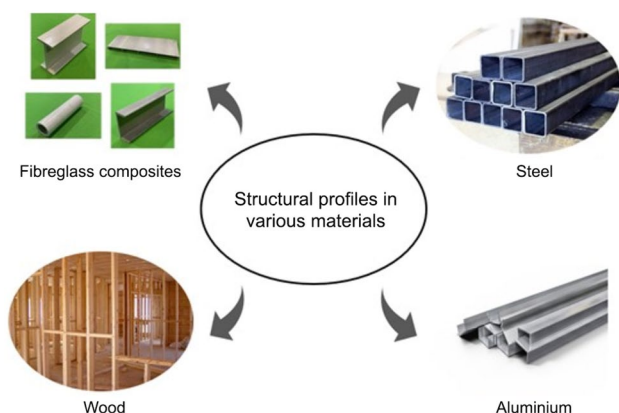 Fibreglass composites
Steel
Structural profiles in
various materials
Wood
Aluminium